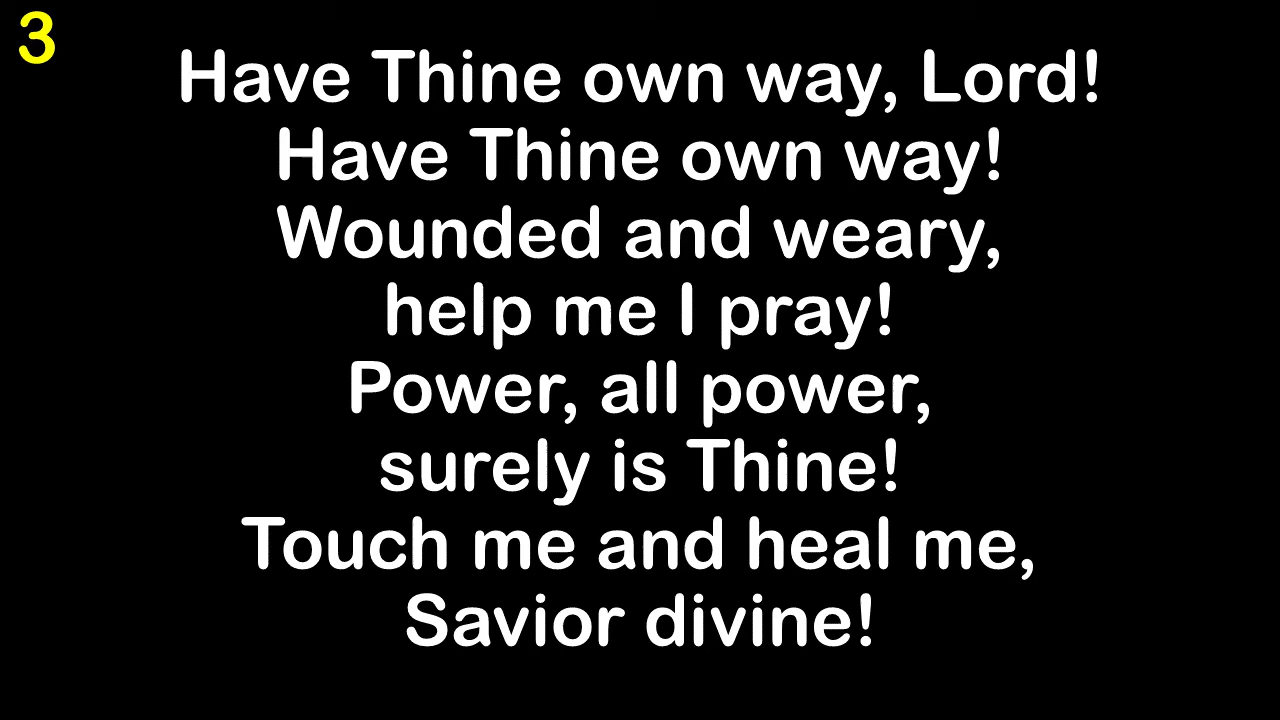 3
Have Thine own way, Lord!
Have Thine own way!
Wounded and weary,
help me I pray!
Power, all power,
surely is Thine!
Touch me and heal me,
Savior divine!